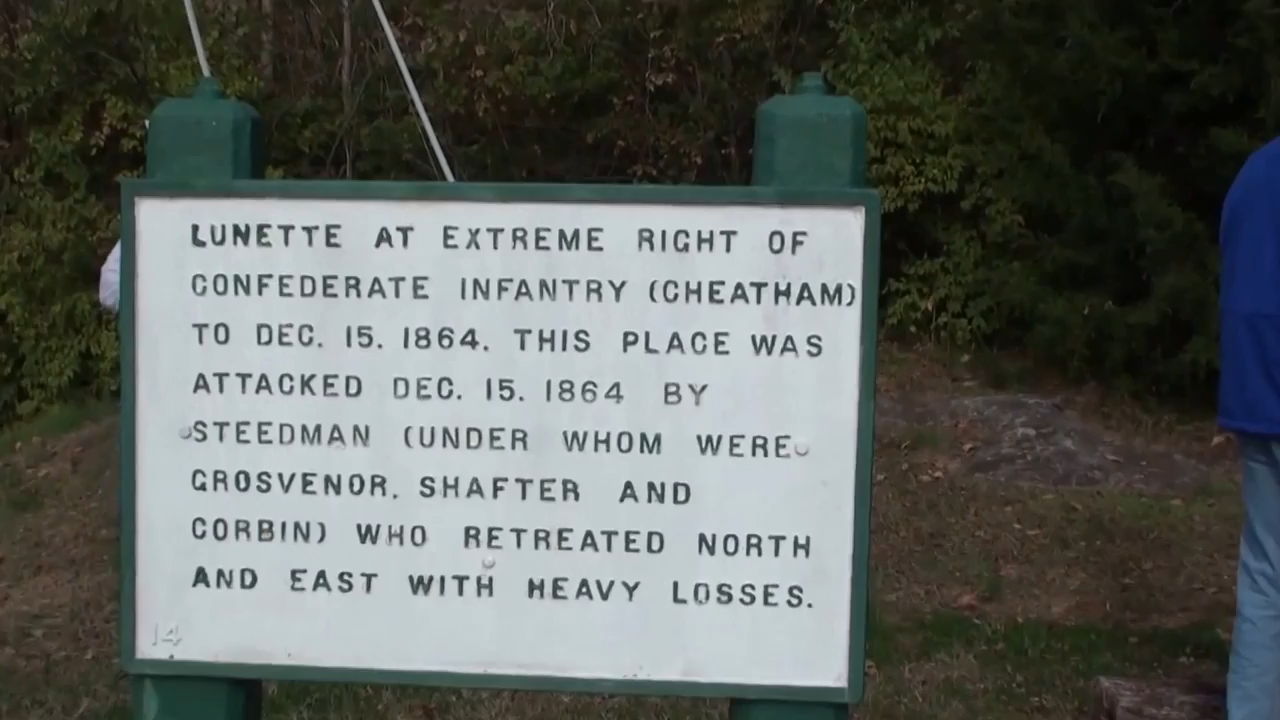 LUNETTE AT EXTREME RIGHT OF
CONFEDERATE INFANTRY (CHEATHAM)
TO DEC. 15. 1864. THIS PLACE WAS
ATTACKED DEC. 15. 1864 BY
STEEDMAN (UNDER WHOM WERE
GROSVENOR. SHAFTER AND
CORBIN) WHO RETREATED NORTH
AND EAST WITH HEAVY LOSSES.
14